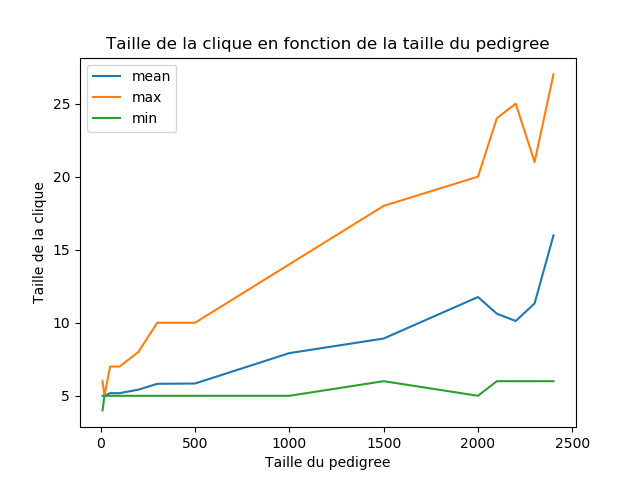 Taille de la clique en fonction de la taille du pedigree
mean
max
min
25
20
15
10
5
Taille de la clique
0 500 1000 1500 2000 2500
Taille du pedigree